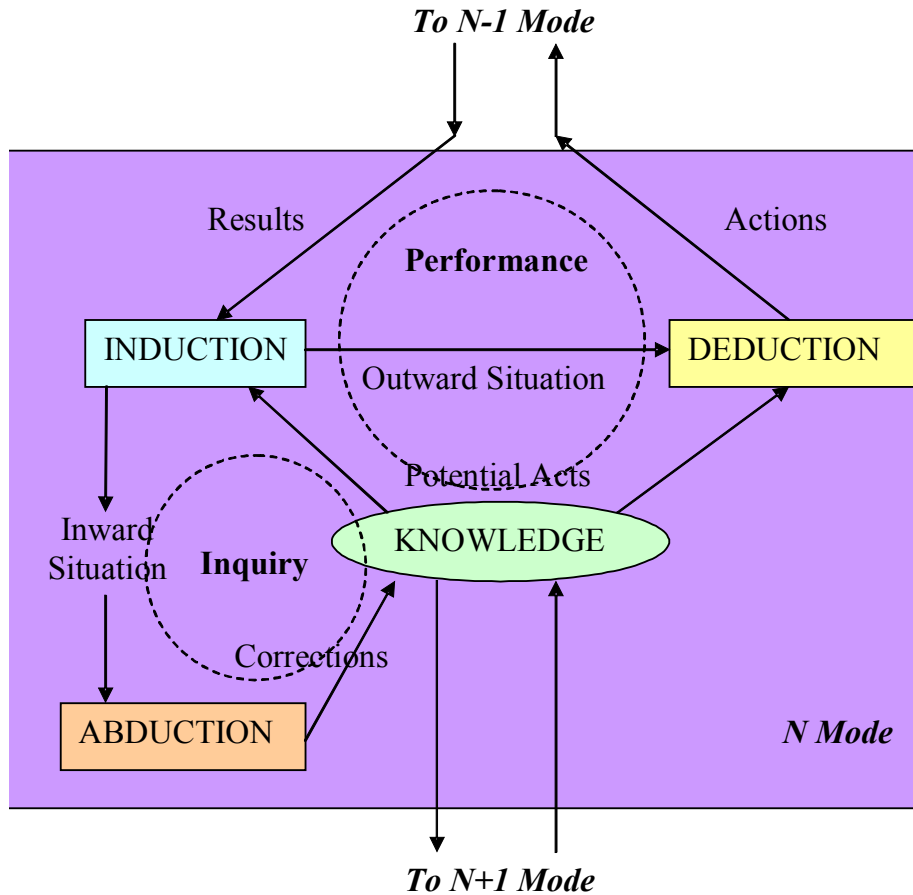 To N-1 Mode
Results
Actions
Performance
INDUCTION
DEDUCTION
Outward Situation
Potential Acts
Inward
Situation
Inquiry
KNOWLEDGE
Corrections
ABDUCTION
N Mode
To N+1 Mode